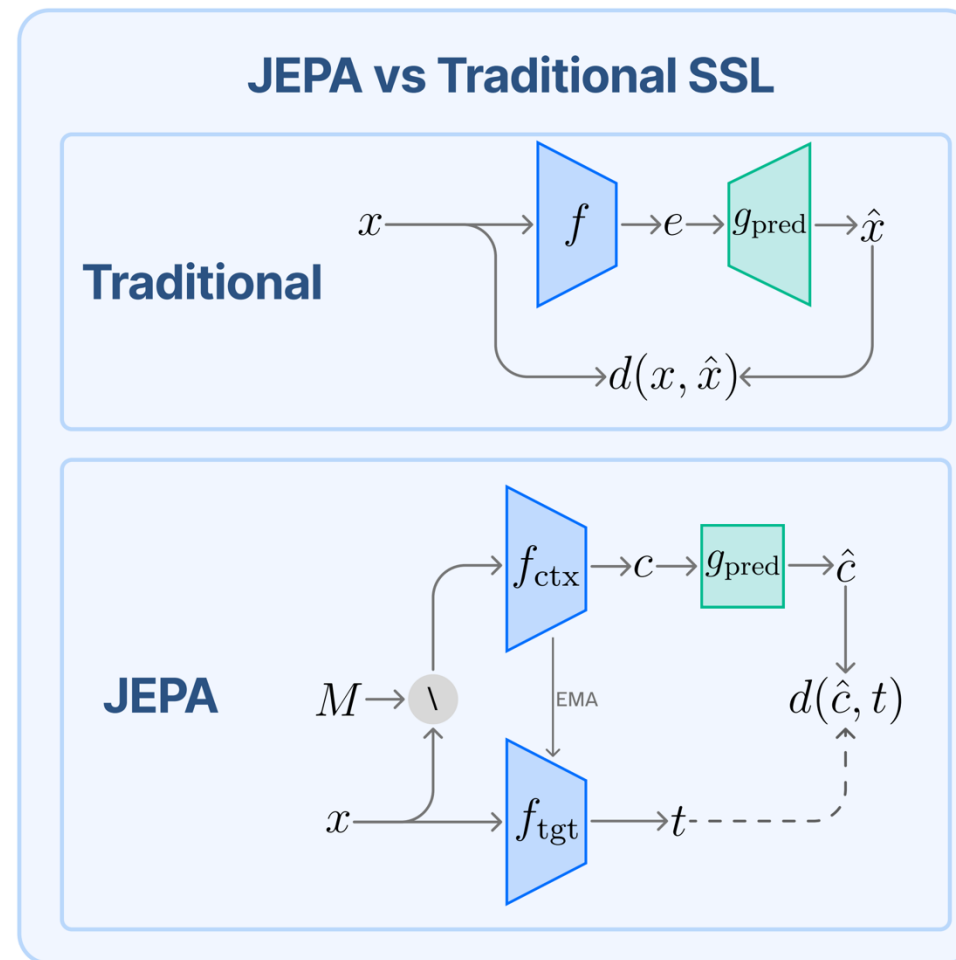 JEPA vs Traditional SSL
Traditional
x f e g_pred x̂
d(x, x̂)
JEPA
f_ctx c g_pred ĉ
M \ EMA d(ĉ, t)
x f_tgt t